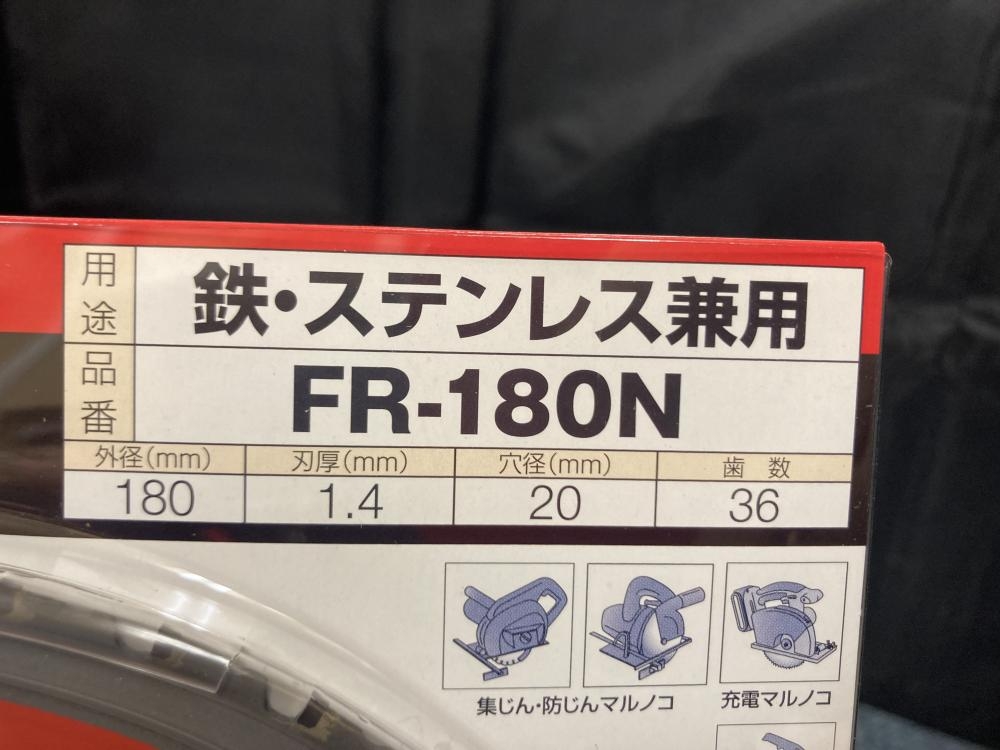 用途 鉄・ステンレス兼用
品番 FR-180N
外径(mm) 刃厚(mm) 穴径(mm) 歯数
180 1.4 20 36
集じん・防じんマルノコ 充電マルノコ